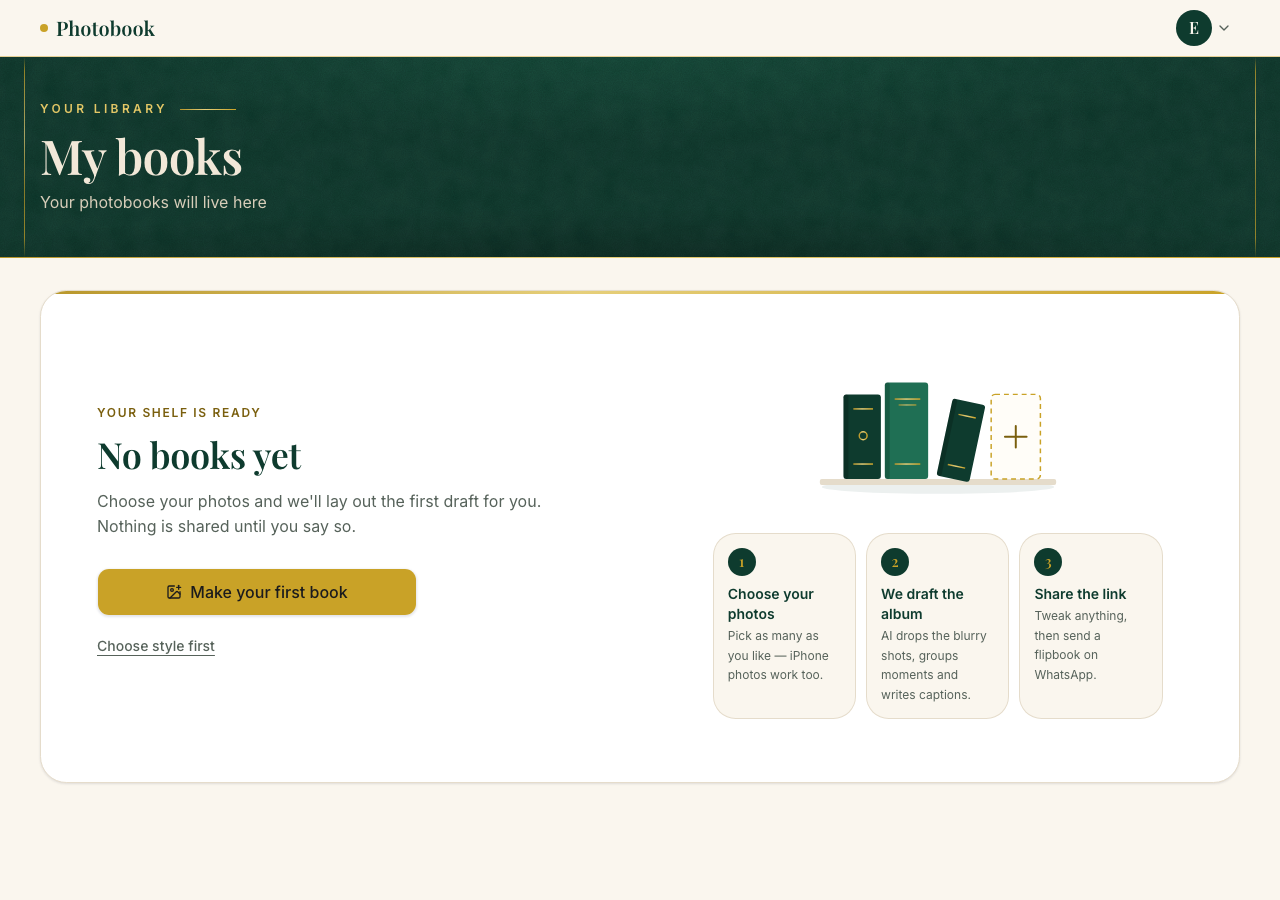 Photobook
E
YOUR LIBRARY
My books
Your photobooks will live here
YOUR SHELF IS READY
No books yet
Choose your photos and we'll lay out the first draft for you.
Nothing is shared until you say so.
Make your first book
Choose style first
1
Choose your
photos
Pick as many as
you like — iPhone
photos work too.
2
We draft the
album
AI drops the blurry
shots, groups
moments and
writes captions.
3
Share the link
Tweak anything,
then send a
flipbook on
WhatsApp.